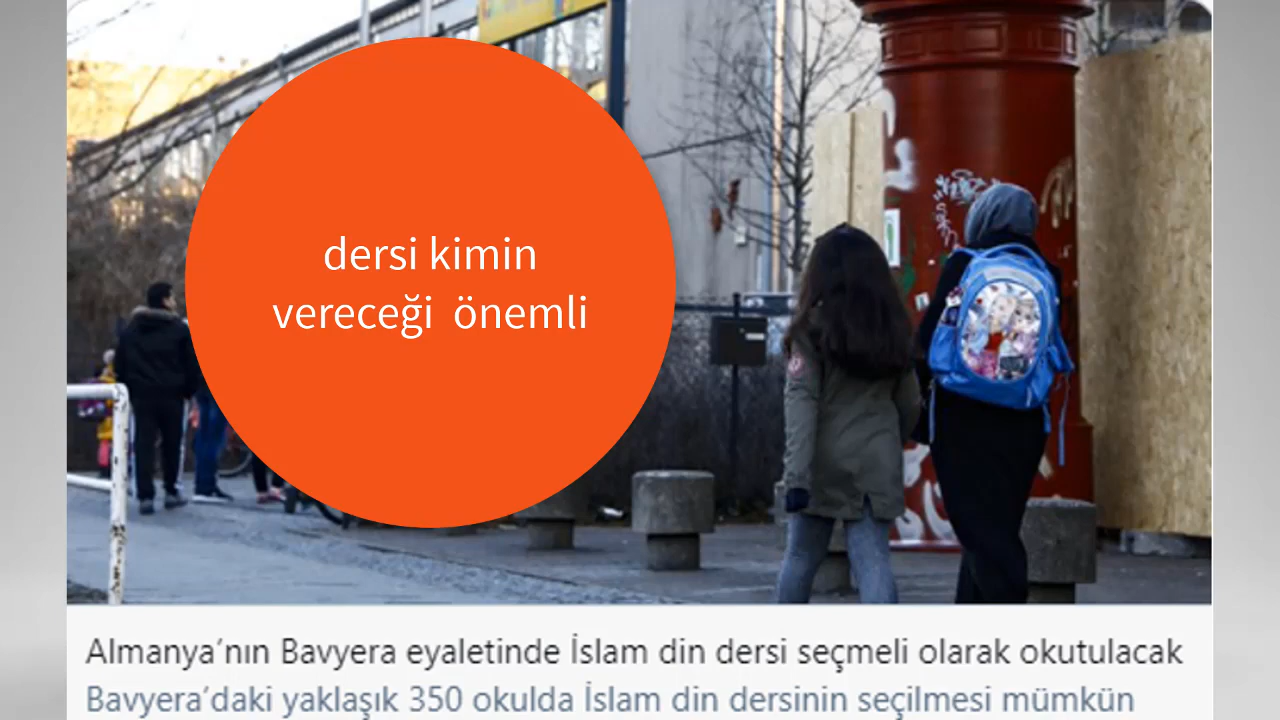 dersi kimin
vereceği önemli
Almanya’nın Bavyera eyaletinde İslam din dersi seçmeli olarak okutulacak
Bavyera’daki yaklaşık 350 okulda İslam din dersinin seçilmesi mümkün